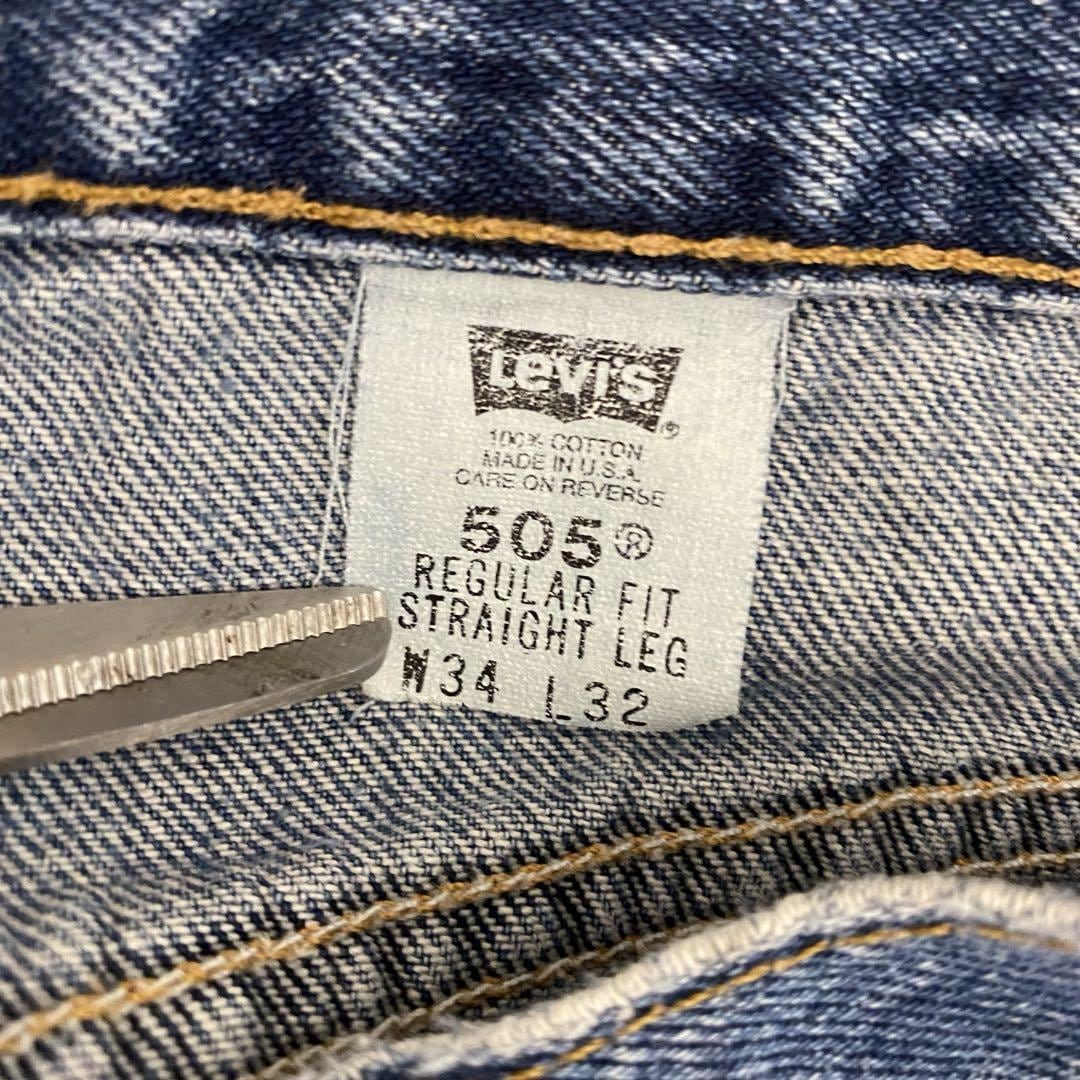 Levi's®
100% COTTON
MADE IN U.S.A.
CARE ON REVERSE
505®
REGULAR FIT
STRAIGHT LEG
W34 L32